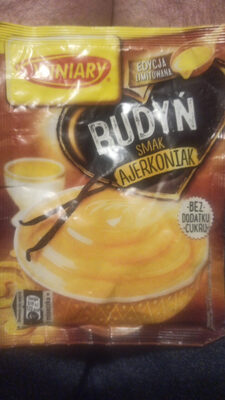 WINIARY
EDYCJA
LIMITOWANA
BUDYŃ
SMAK
AJERKONIAK
-BEZ-
DODATKU
CUKRU